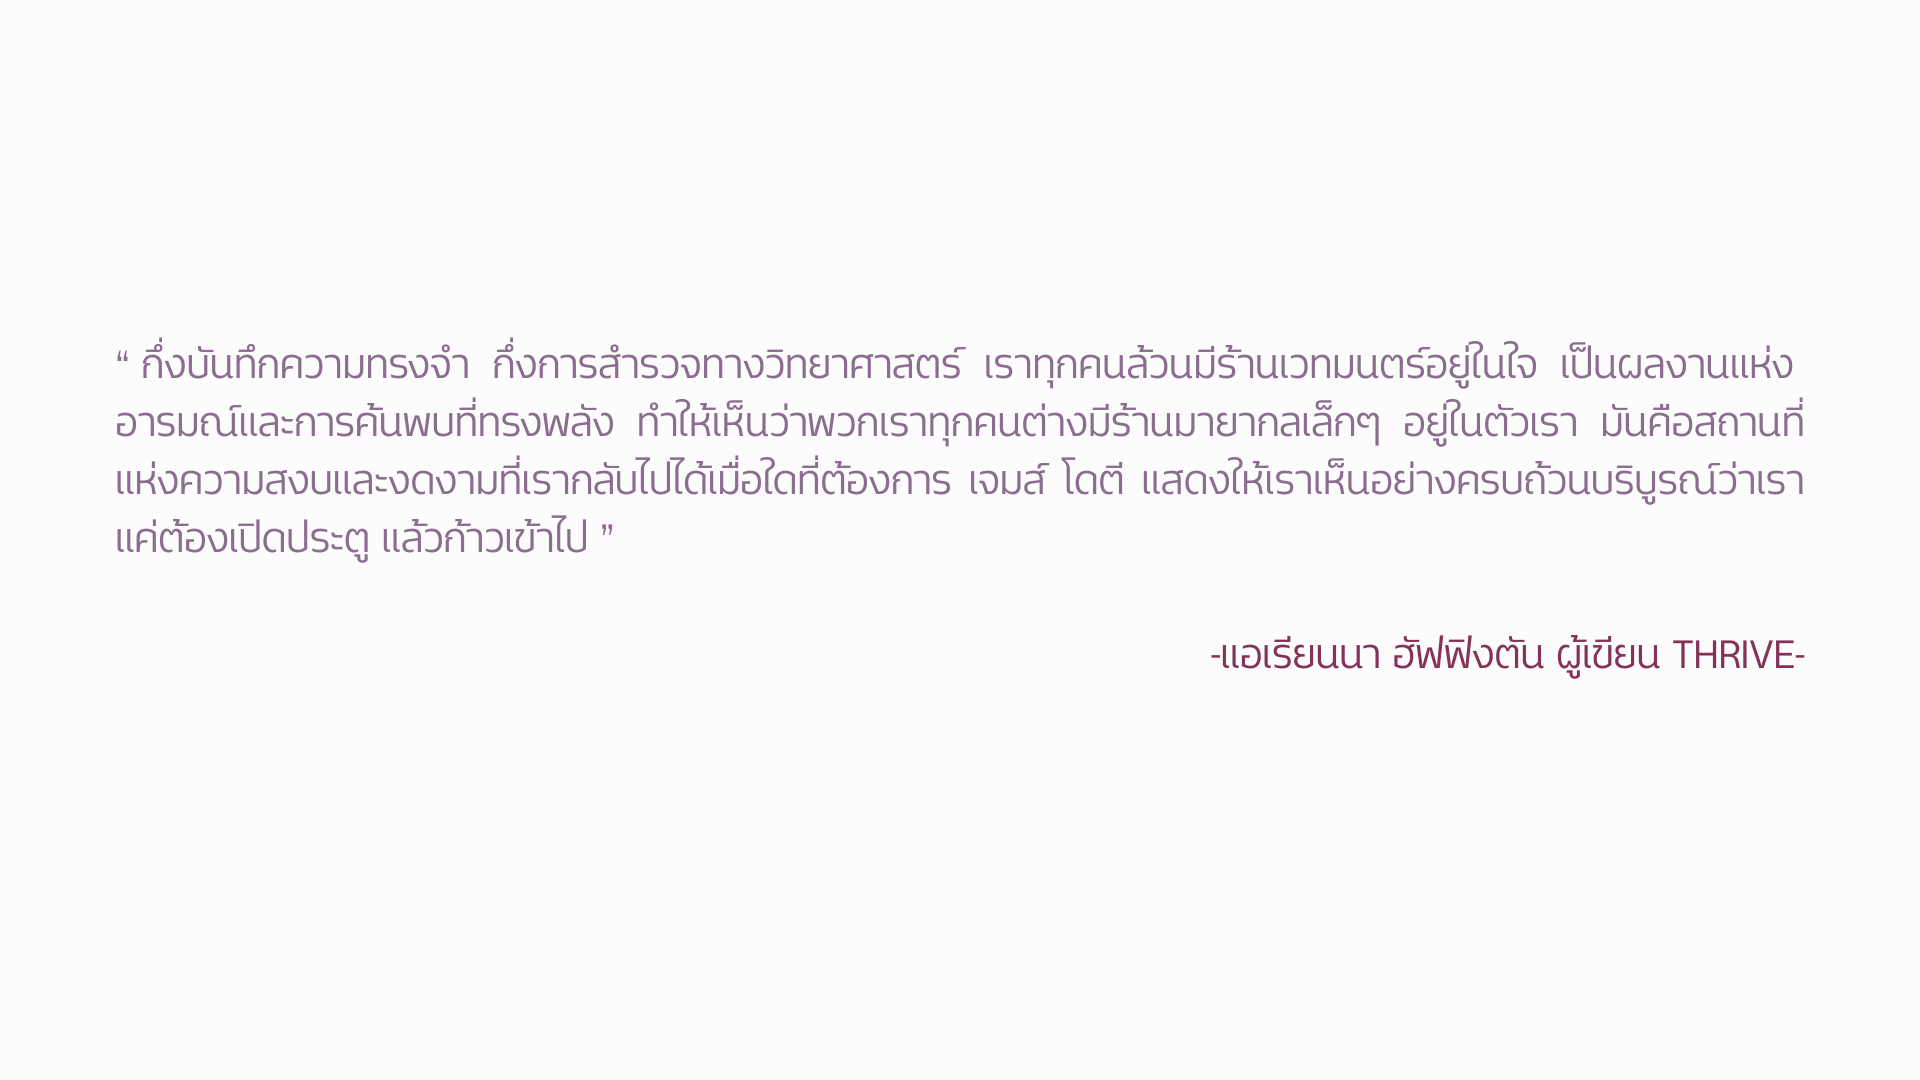 “ กึ่งบันทึกความทรงจำ กึ่งการสำรวจทางวิทยาศาสตร์ เราทุกคนล้วนมีร้านเวทมนตร์อยู่ในใจ เป็นผลงานแห่ง
อารมณ์และการค้นพบที่ทรงพลัง ทำให้เห็นว่าพวกเราทุกคนต่างมีร้านมายากลเล็กๆ อยู่ในตัวเรา มันคือสถานที่
แห่งความสงบและงดงามที่เรากลับไปได้เมื่อใดที่ต้องการ เจมส์ โดตี แสดงให้เราเห็นอย่างครบถ้วนบริบูรณ์ว่าเรา
แค่ต้องเปิดประตู แล้วก้าวเข้าไป ”
-แอเรียนนา ฮัฟฟิงตัน ผู้เขียน THRIVE-